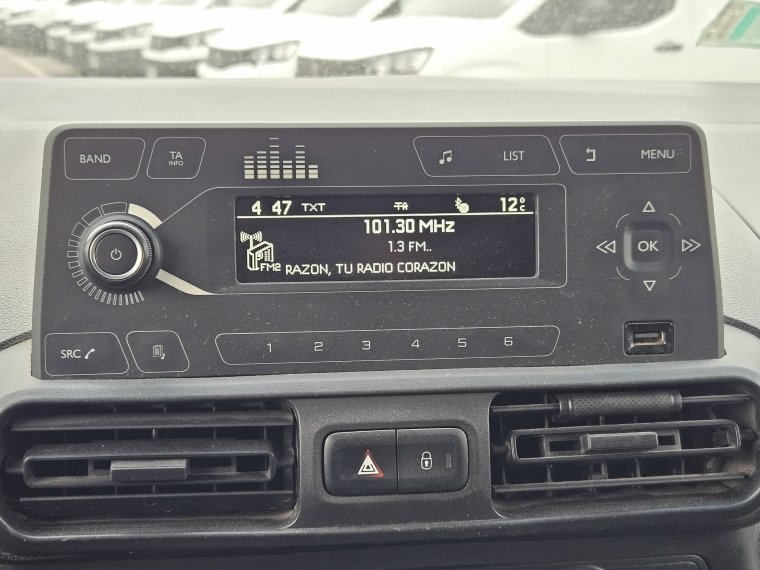 BAND
TA
INFO
LIST
MENU
4 47 TXT TA 12°C
101.30 MHz
1.3 FM..
FM2 RAZON, TU RADIO CORAZON
OK
SRC
1 2 3 4 5 6